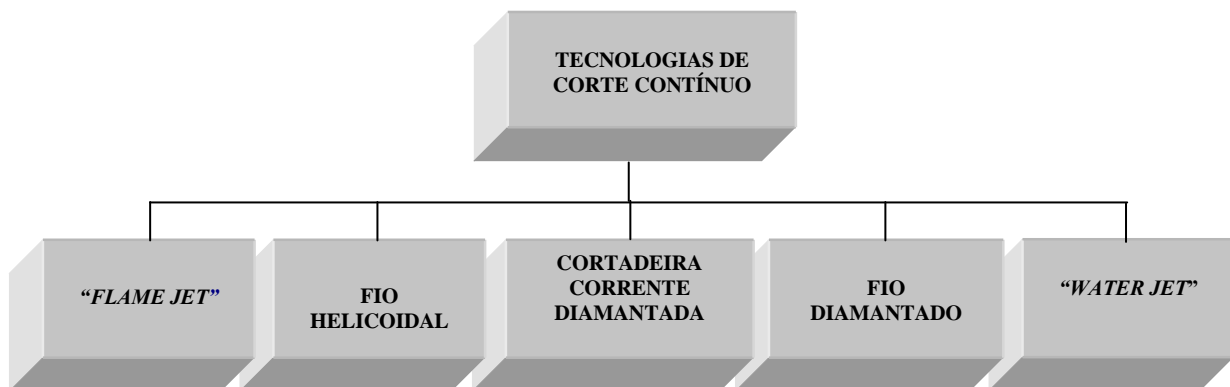 TECNOLOGIAS DE
CORTE CONTÍNUO
“FLAME JET”
FIO
HELICOIDAL
CORTADEIRA
CORRENTE
DIAMANTADA
FIO
DIAMANTADO
“WATER JET”